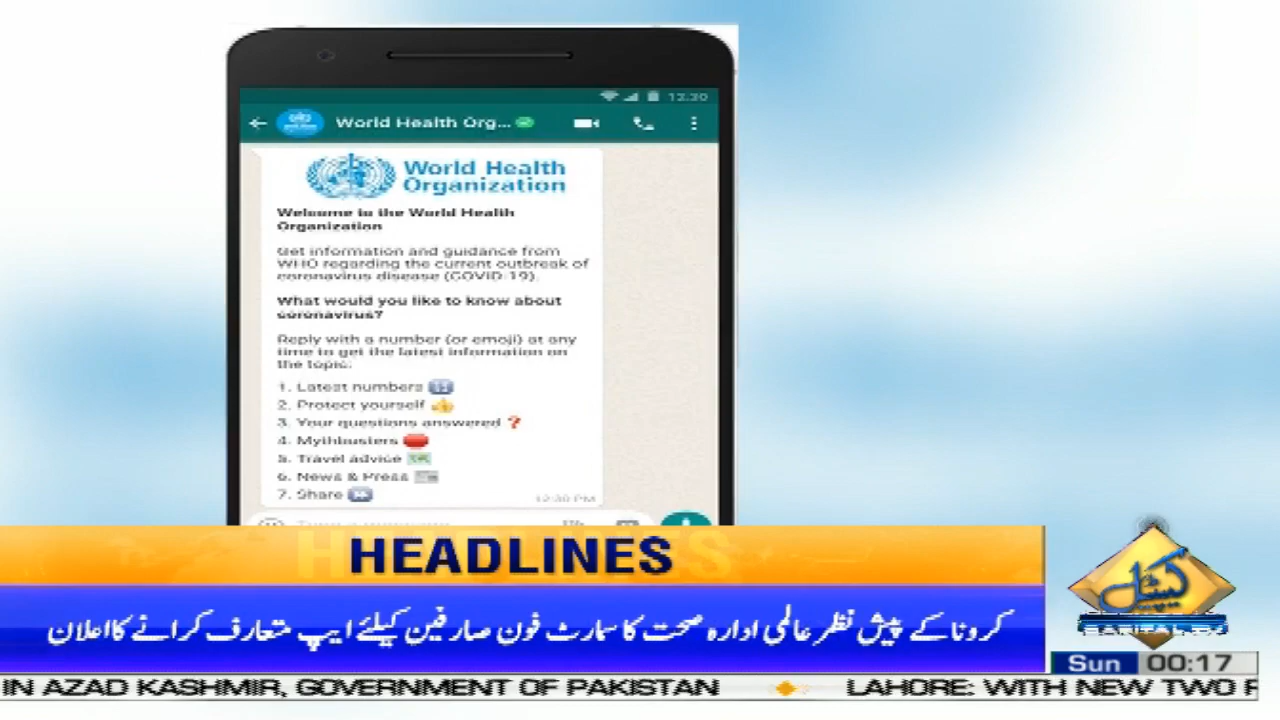 12:30
World Health Org...
World Health
Organization
Welcome to the World Health
Organization
Get information and guidance from
WHO regarding the current outbreak of
coronavirus disease (COVID-19).
What would you like to know about
coronavirus?
Reply with a number (or emoji) at any
time to get the latest information on
the topic:
1. Latest numbers
2. Protect yourself
3. Your questions answered ❓
4. Mythbusters
5. Travel advice
6. News & Press
7. Share
12:30 PM
HEADLINES
کرونا کے پیش نظر عالمی ادارہ صحت کا سمارٹ فون صارفین کیلئے ایپ متعارف کرانے کا اعلان
کیپٹل
CAPITAL TV
Sun 00:17
IN AZAD KASHMIR, GOVERNMENT OF PAKISTAN LAHORE: WITH NEW TWO